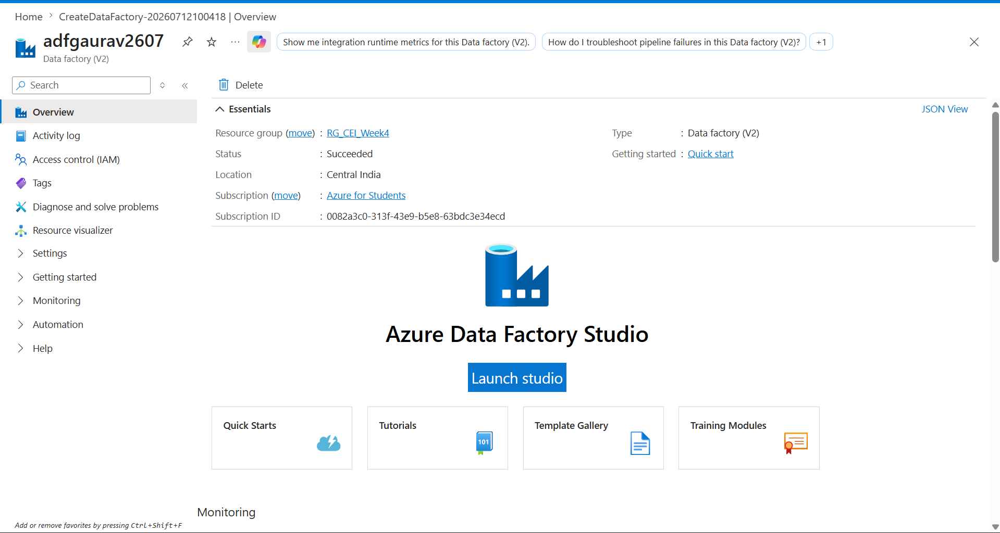 Home > CreateDataFactory-20260712100418 | Overview
adfgaurav2607
Data factory (V2)
Show me integration runtime metrics for this Data factory (V2).
How do I troubleshoot pipeline failures in this Data factory (V2)?
+1
Search
Overview
Activity log
Access control (IAM)
Tags
Diagnose and solve problems
Resource visualizer
Settings
Getting started
Monitoring
Automation
Help
Add or remove favorites by pressing Ctrl+Shift+F
Delete
Essentials
JSON View
Resource group (move) : RG_CEI_Week4
Status : Succeeded
Location : Central India
Subscription (move) : Azure for Students
Subscription ID : 0082a3c0-313f-43e9-b5e8-63bdc3e34ecd
Type : Data factory (V2)
Getting started : Quick start
Azure Data Factory Studio
Launch studio
Quick Starts
Tutorials
101
Template Gallery
Training Modules
Monitoring